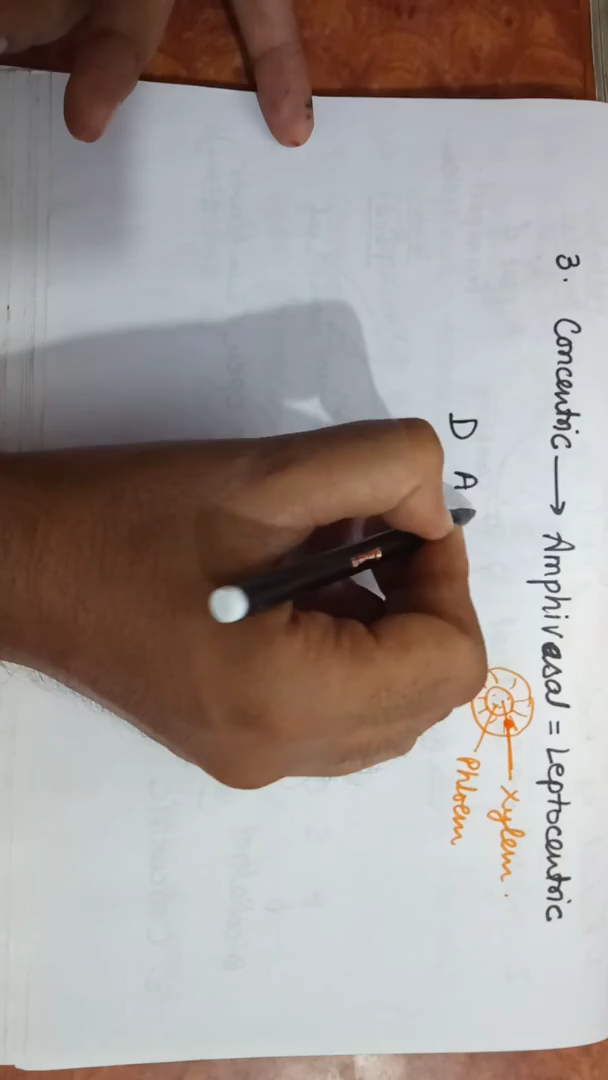 3. Concentric → Amphivasal = Leptocentric
Xylem.
Phloem
D A